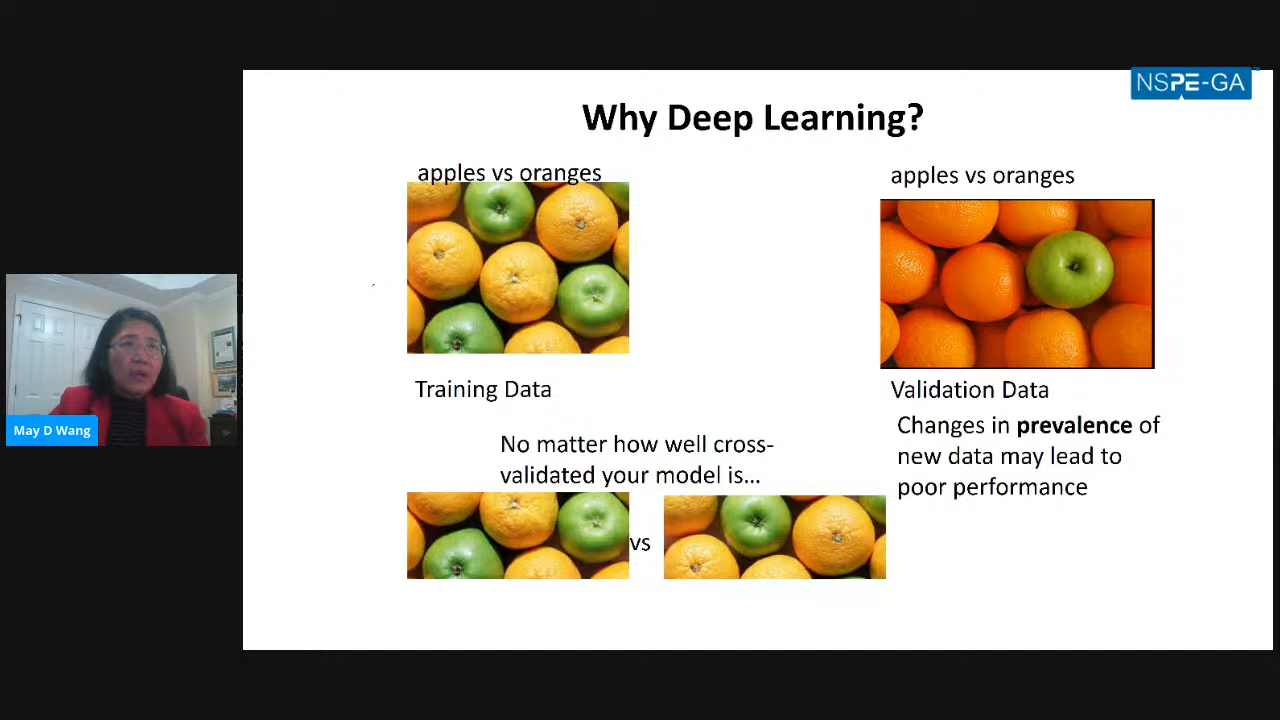 NSPE-GA
Why Deep Learning?
apples vs oranges
apples vs oranges
Training Data
Validation Data
Changes in prevalence of
new data may lead to
poor performance
No matter how well cross-
validated your model is...
vs
May D Wang